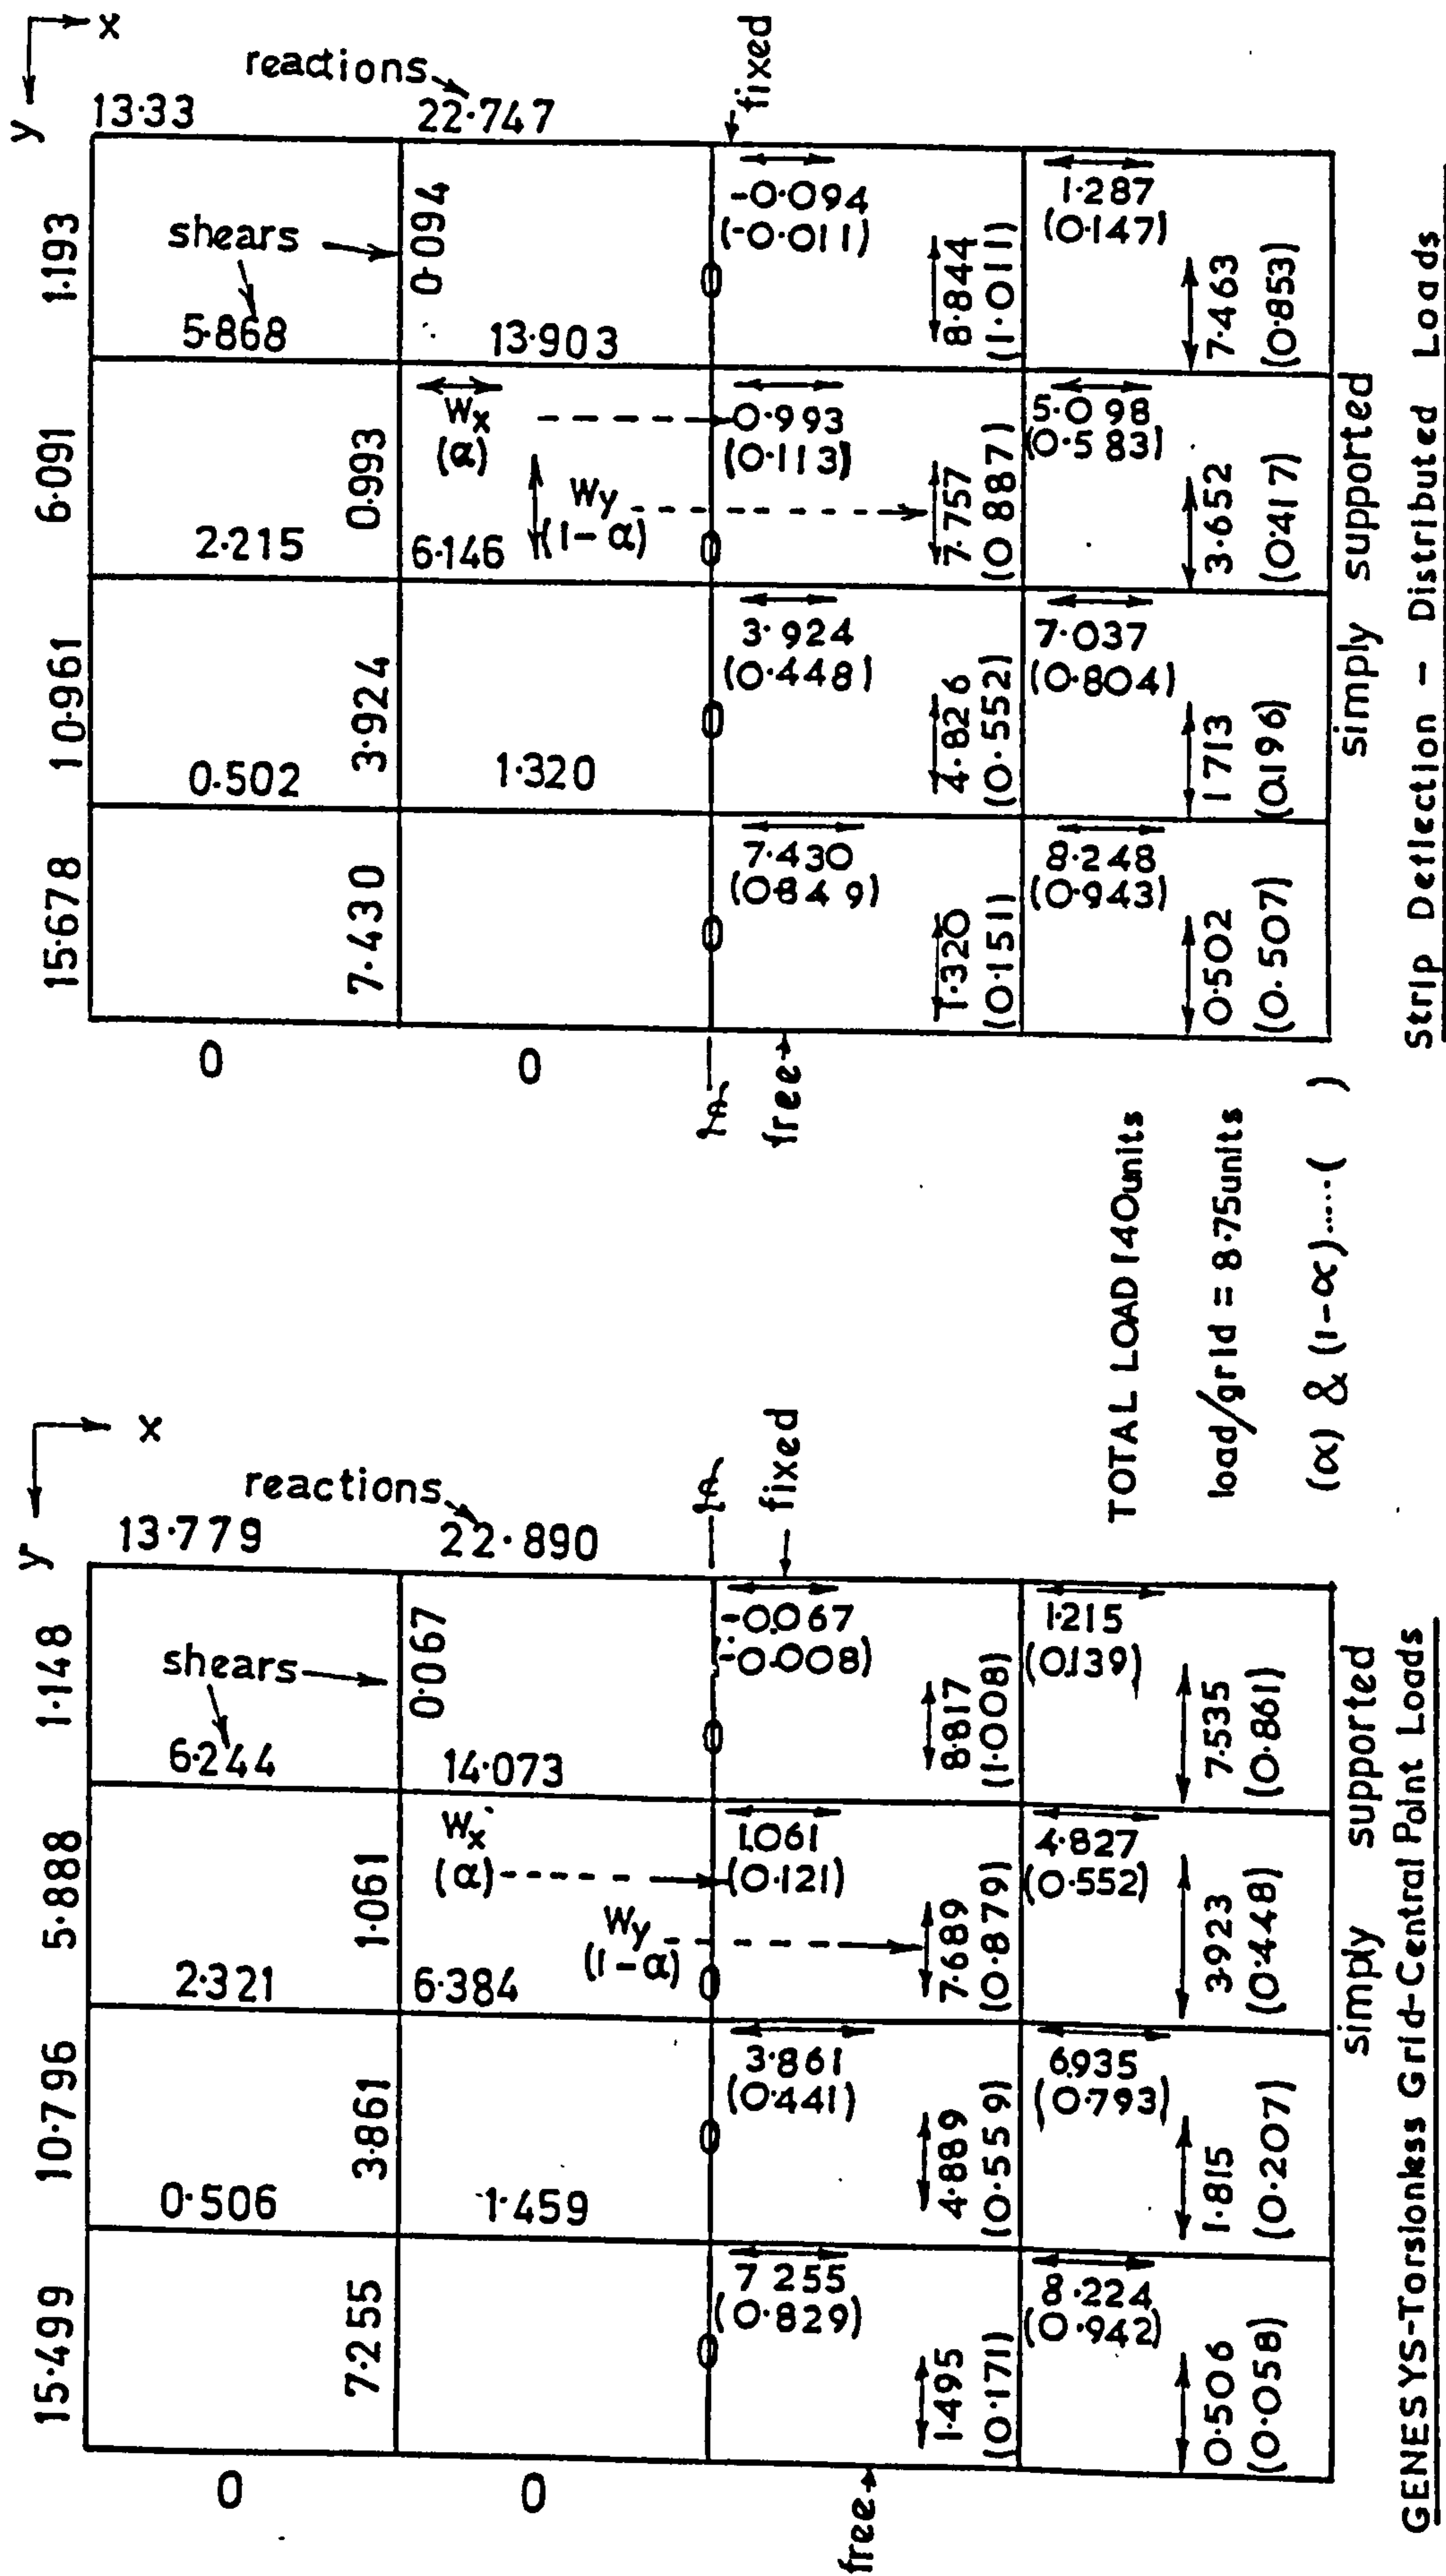 y
x
15·499 10·796 5·888 1·148
reactions
13·779
0
0·506
2·321
shears
6·244
7·255
3·861
1·061
0·067
22·890
0
1·459
6·384
14·073
Wx
(α)
Wy
(1-α)
0 0 0 0
fixed
free
7 255
(0·829)
3·861
(0·441)
1·061
(0·121)
-0·067
(-0·008)
1·495
(0·171)
4·889
(0·559)
7·689
(0·879)
8·817
(1·008)
8·224
(0·942)
6·935
(0·793)
4·827
(0·552)
1·215
(0·139)
0·506
(0·058)
1·815
(0·207)
3·923
(0·448)
7·535
(0·861)
simply supported
GENESYS-Torsionless Grid-Central Point Loads
TOTAL LOAD 140units
load/grid = 8·75units
(α) & (1-α).....( )
y
x
15·678 10·961 6·091 1·193
reactions
13·33
0
0·502
2·215
shears
5·868
7·430
3·924
0·993
0·094
22·747
0
1·320
6·146
13·903
Wx
(α)
Wy
(1-α)
0 0 0 0
fixed
free
7·430
(0·849)
3·924
(0·448)
0·993
(0·113)
-0·094
(-0·011)
1·320
(0·151)
4·826
(0·552)
7·757
(0·887)
8·844
(1·011)
8·248
(0·943)
7·037
(0·804)
5·098
(0·583)
1·287
(0·147)
0·502
(0·507)
1·713
(0·196)
3·652
(0·417)
7·463
(0·853)
simply supported
Strip Deflection - Distributed Loads